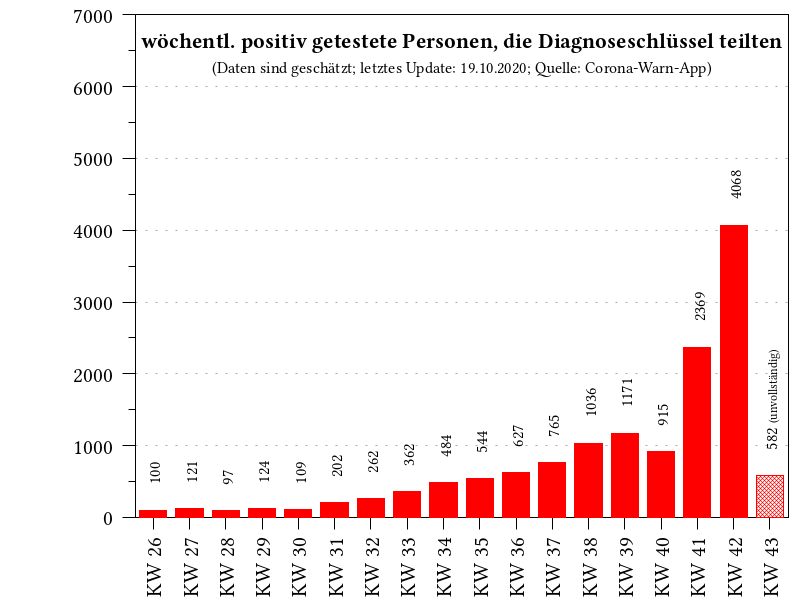 wöchentl. positiv getestete Personen, die Diagnoseschlüssel teilten
(Daten sind geschätzt; letztes Update: 19.10.2020; Quelle: Corona-Warn-App)
7000
6000
5000
4000
3000
2000
1000
0
100
121
97
124
109
202
262
362
484
544
627
765
1036
1171
915
2369
4068
582 (unvollständig)
KW 26
KW 27
KW 28
KW 29
KW 30
KW 31
KW 32
KW 33
KW 34
KW 35
KW 36
KW 37
KW 38
KW 39
KW 40
KW 41
KW 42
KW 43